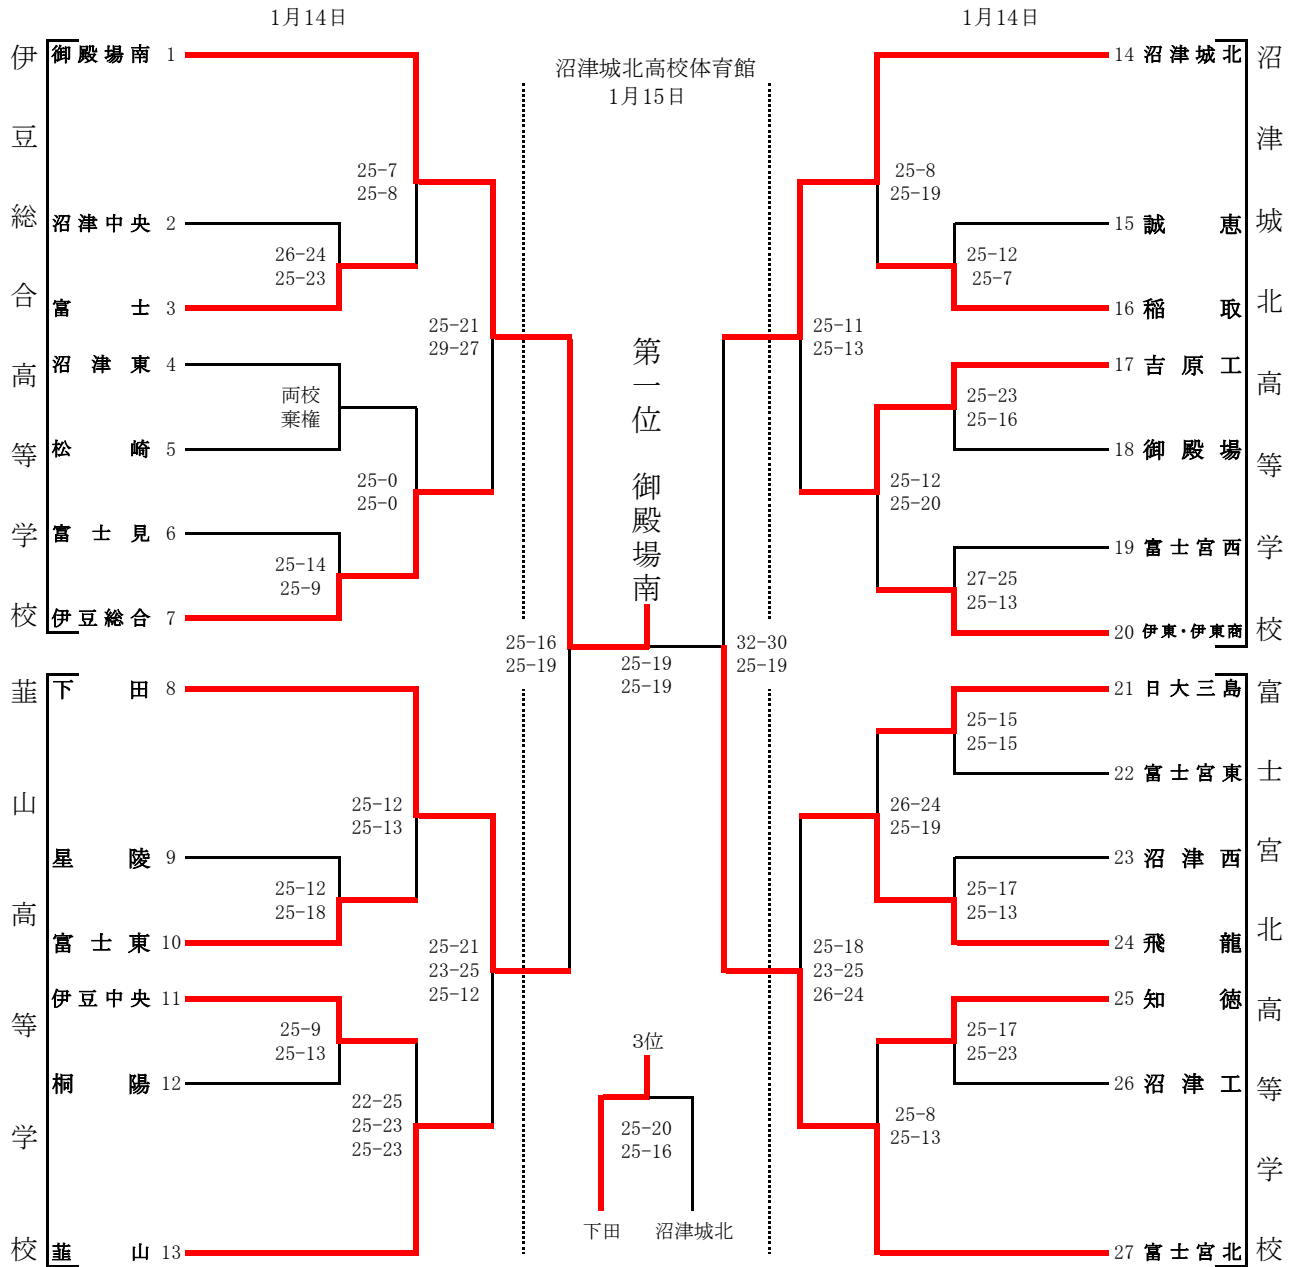 1月14日
1月14日
沼津城北高校体育館
1月15日
伊豆総合高等学校
御殿場南 1
25-7
25-8
沼津中央 2
26-24
25-23
富士 3
25-21
29-27
沼津東 4
両校
棄権
松崎 5
25-0
25-0
富士見 6
25-14
25-9
伊豆総合 7
25-16
25-19
韮山高等学校
下田 8
25-12
25-13
星陵 9
25-12
25-18
富士東 10
25-21
23-25
25-12
伊豆中央 11
25-9
25-13
桐陽 12
22-25
25-23
25-23
韮山 13
第一位 御殿場南
25-19
25-19
3位
25-20
25-16
下田 沼津城北
沼津城北高等学校
14 沼津城北
25-8
25-19
15 誠恵
25-12
25-7
16 稲取
25-11
25-13
17 吉原工
25-23
25-16
18 御殿場
25-12
25-20
19 富士宮西
27-25
25-13
20 伊東・伊東商
32-30
25-19
富士宮北高等学校
21 日大三島
25-15
25-15
22 富士宮東
26-24
25-19
23 沼津西
25-17
25-13
24 飛龍
25-18
23-25
26-24
25 知徳
25-17
25-23
26 沼津工
25-8
25-13
27 富士宮北